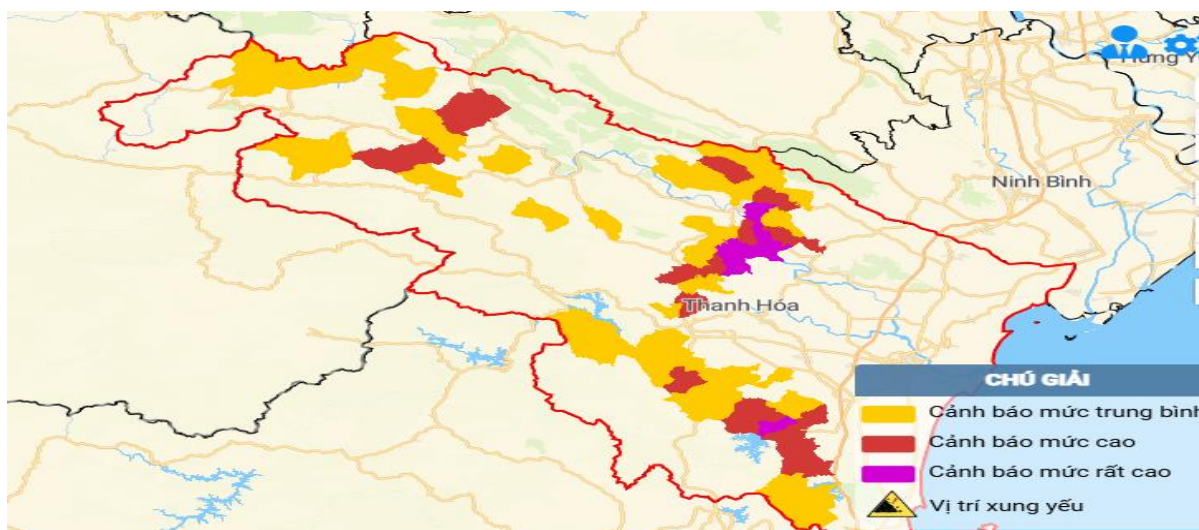 Hưng Y
Ninh Bình
Thanh Hóa
CHÚ GIẢI
Cảnh báo mức trung bình
Cảnh báo mức cao
Cảnh báo mức rất cao
Vị trí xung yếu